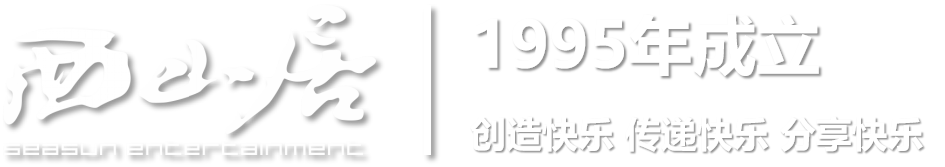 西山居
seasun entertainment
1995年成立
创造快乐 传递快乐 分享快乐